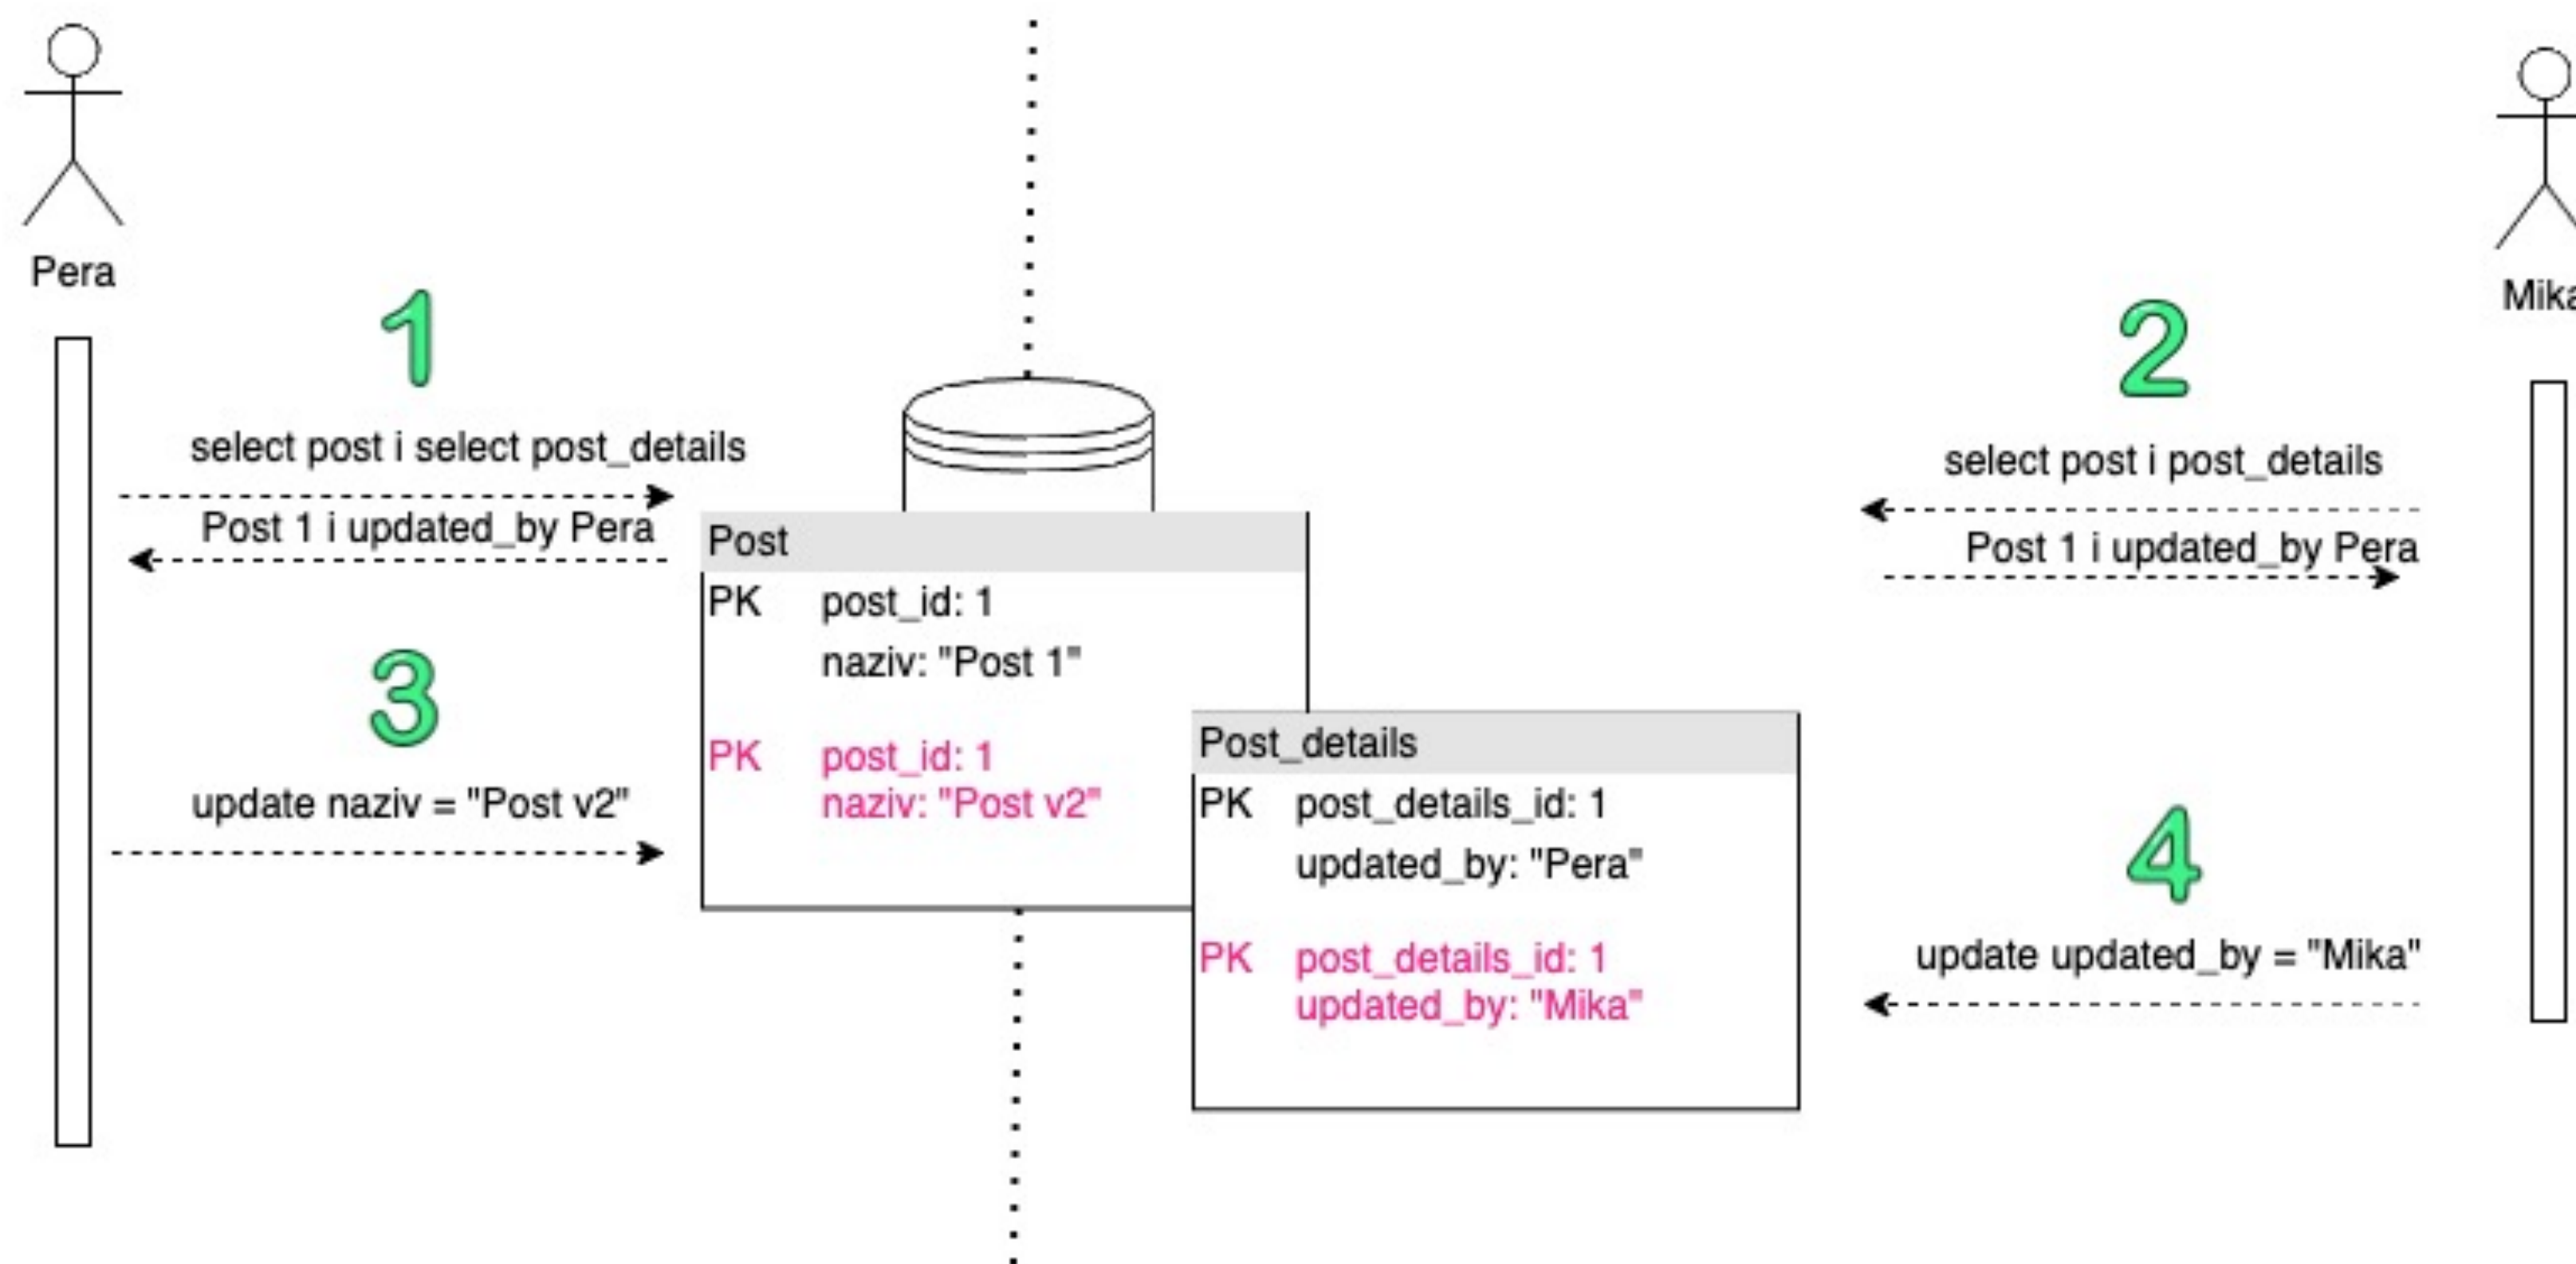 Pera
Mika
1
2
select post i select post_details
Post 1 i updated_by Pera
select post i post_details
Post 1 i updated_by Pera
Post
PK post_id: 1
naziv: "Post 1"
PK post_id: 1
naziv: "Post v2"
3
update naziv = "Post v2"
Post_details
PK post_details_id: 1
updated_by: "Pera"
PK post_details_id: 1
updated_by: "Mika"
4
update updated_by = "Mika"